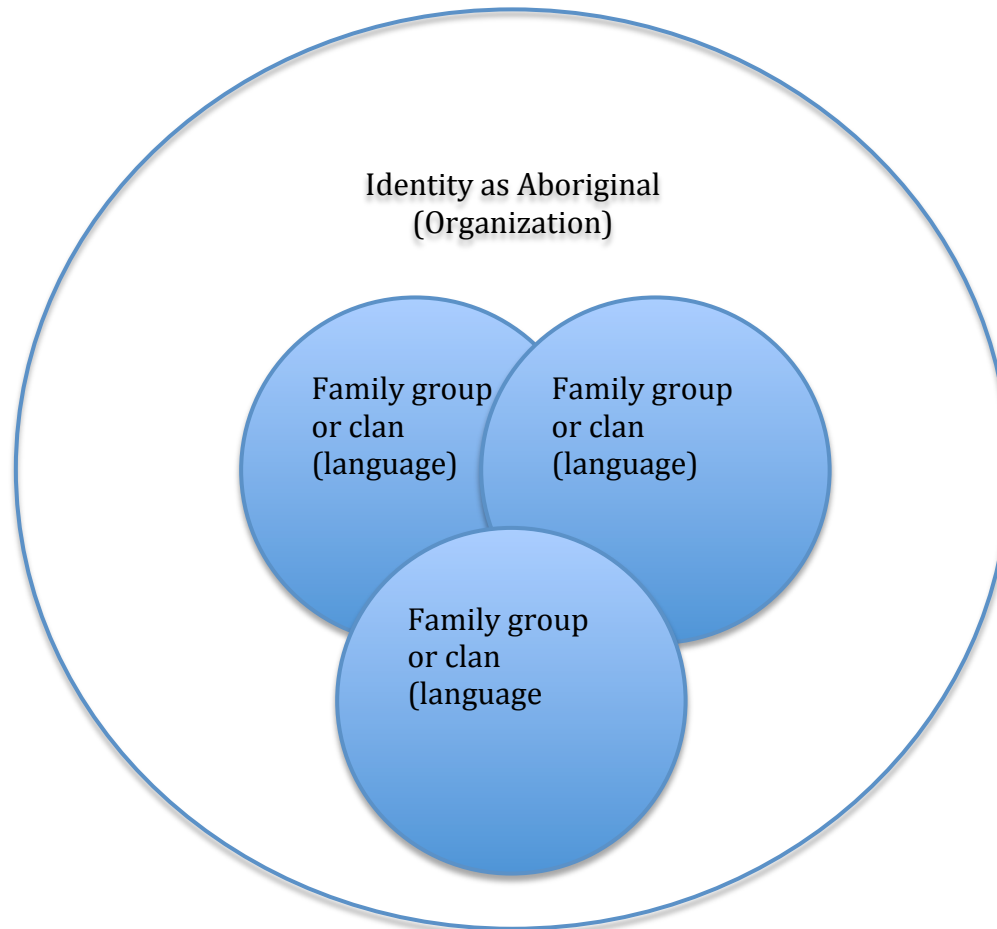 Identity as Aboriginal
(Organization)
Family group
or clan
(language)
Family group
or clan
(language)
Family group
or clan
(language